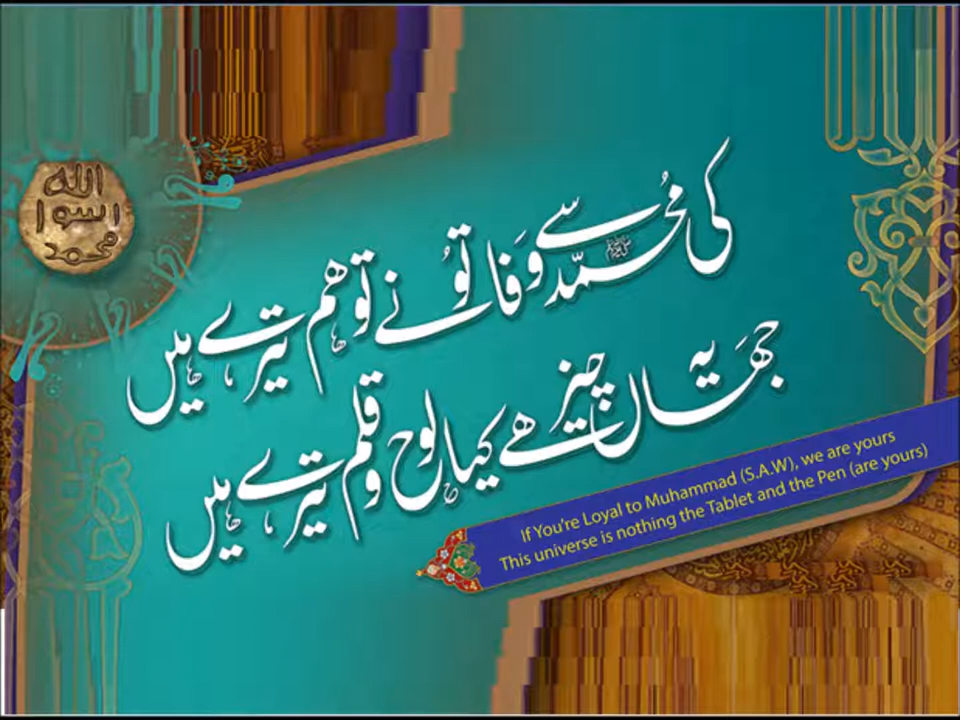 الله
رسول
محمد
کی محمدؐ سے وفا تُو نے تو ہم تیرے ہیں
یہ جہاں چیز ہے کیا لوح و قلم تیرے ہیں
If You're Loyal to Muhammad (S.A.W), we are yours
This universe is nothing the Tablet and the Pen (are yours)